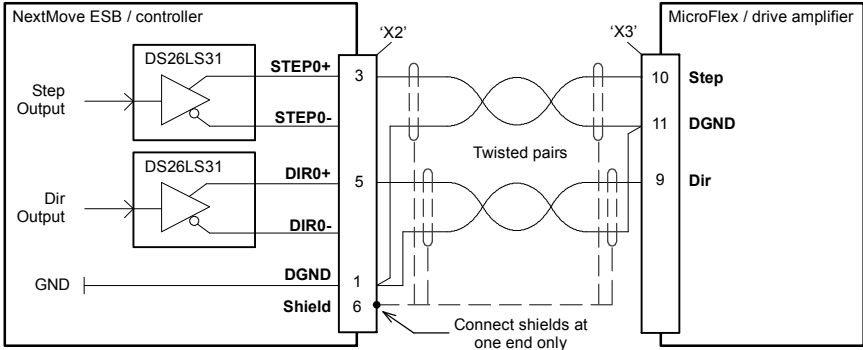 NextMove ESB / controller
'X2'
'X3'
MicroFlex / drive amplifier
DS26LS31
Step
Output
STEP0+
3
STEP0-
10
Step
11
DGND
Twisted pairs
DS26LS31
Dir
Output
DIR0+
5
DIR0-
9
Dir
GND
DGND
1
Shield
6
Connect shields at
one end only